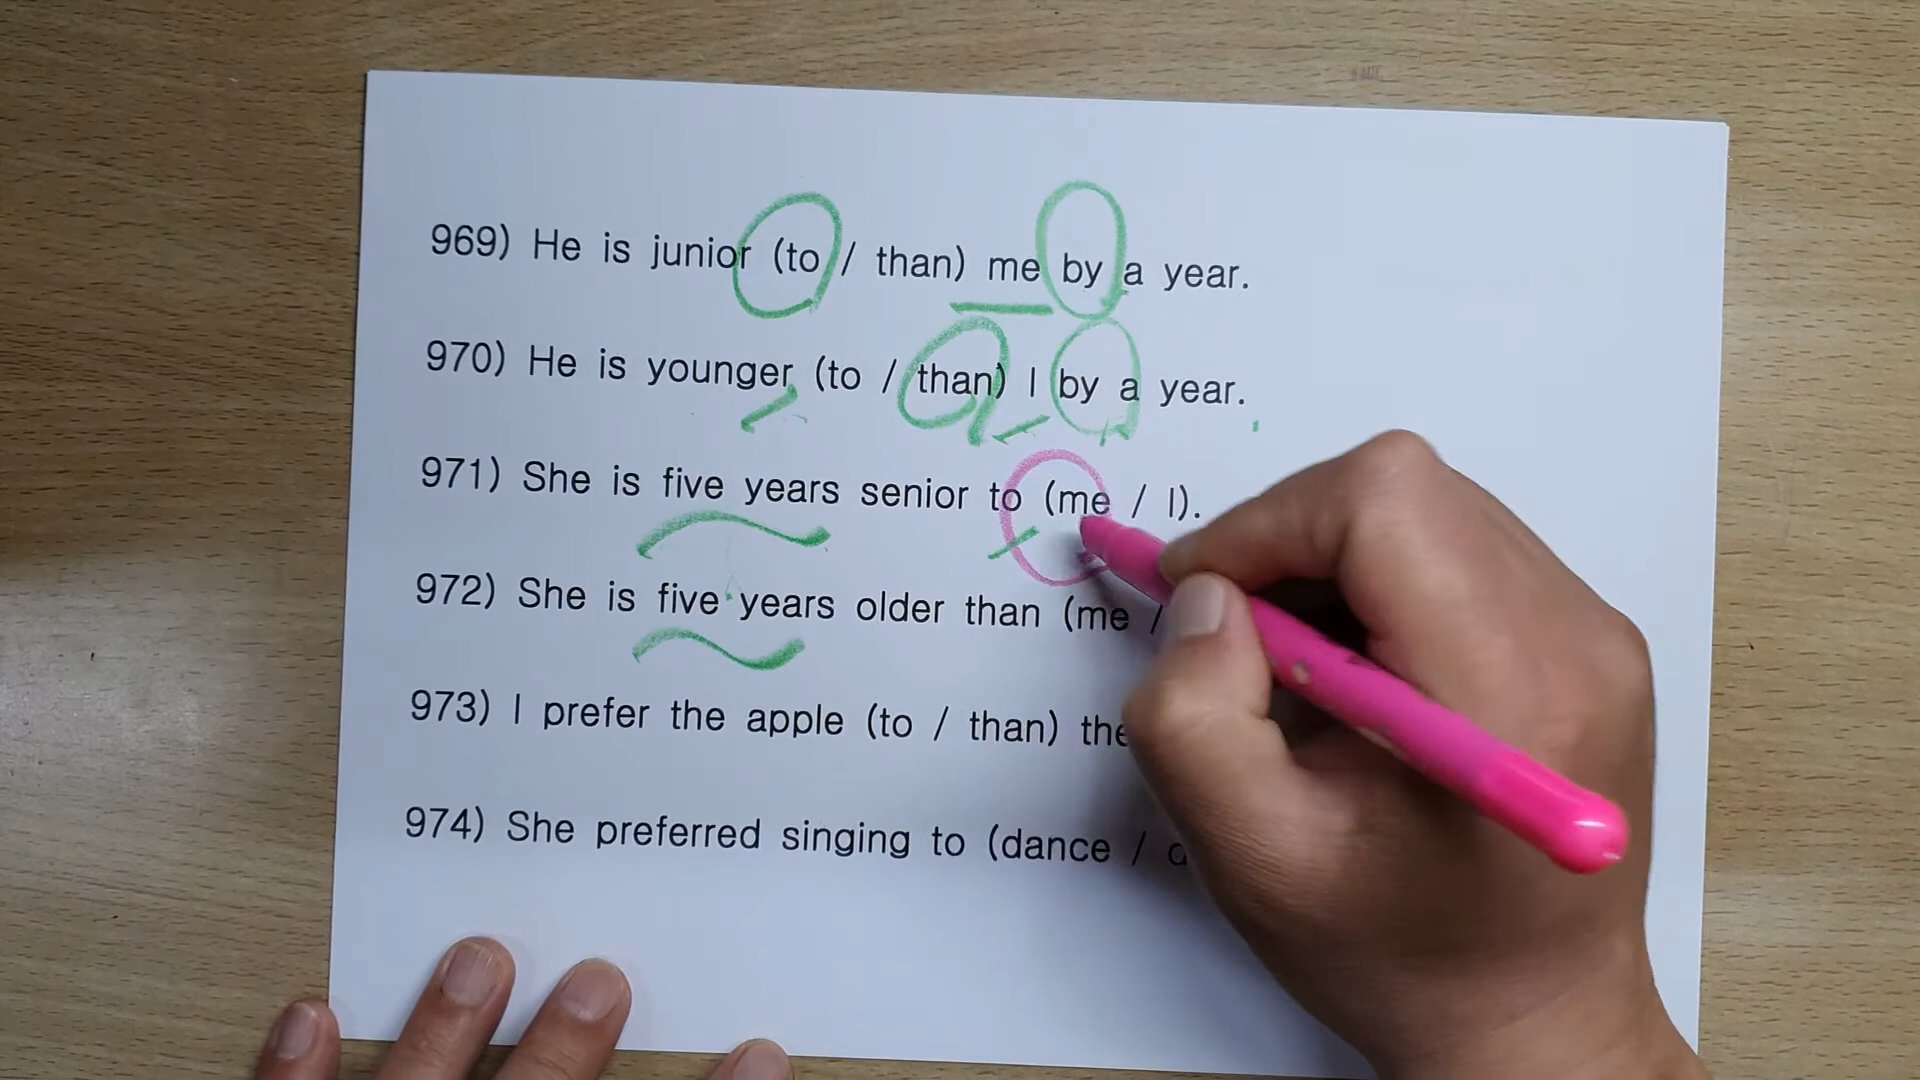 969) He is junior (to / than) me by a year.
970) He is younger (to / than) I by a year.
971) She is five years senior to (me / I).
972) She is five years older than (me /
973) I prefer the apple (to / than) the
974) She preferred singing to (dance /